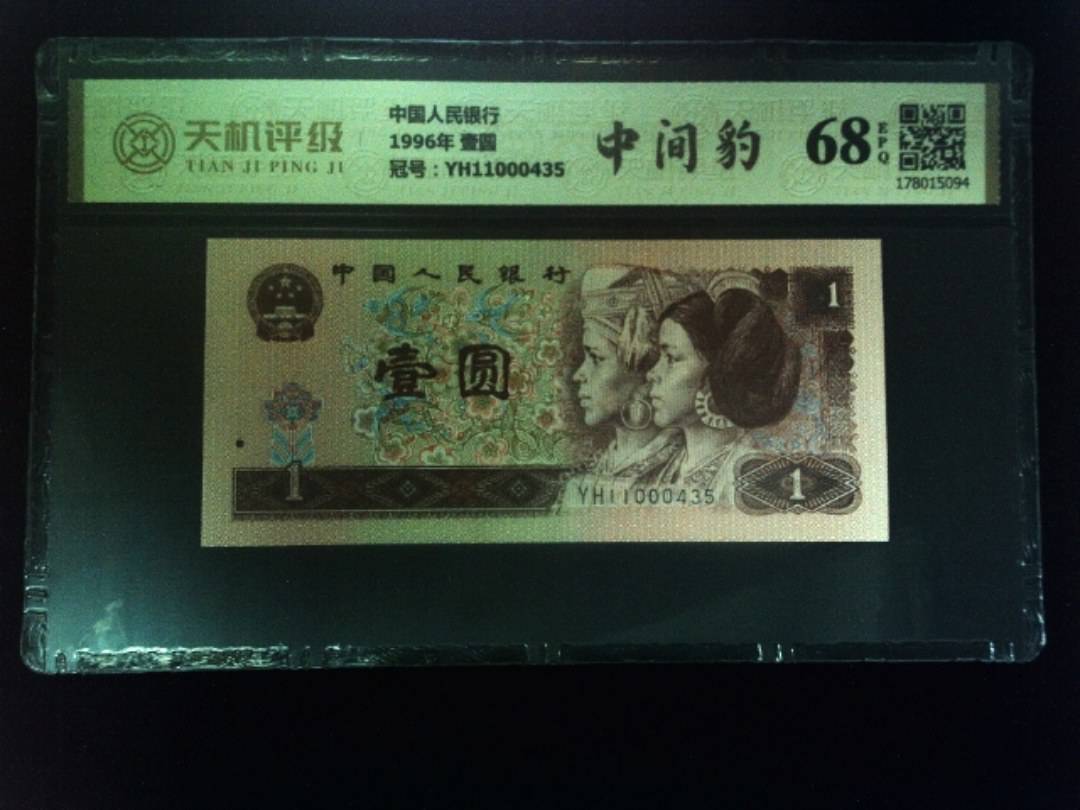 天机评级
TIAN JI PING JI
中国人民银行
1996年 壹圆
冠号：YH11000435
中间豹
68
EPQ
178015094
中国人民银行
1
壹圆
1
YH11000435
1